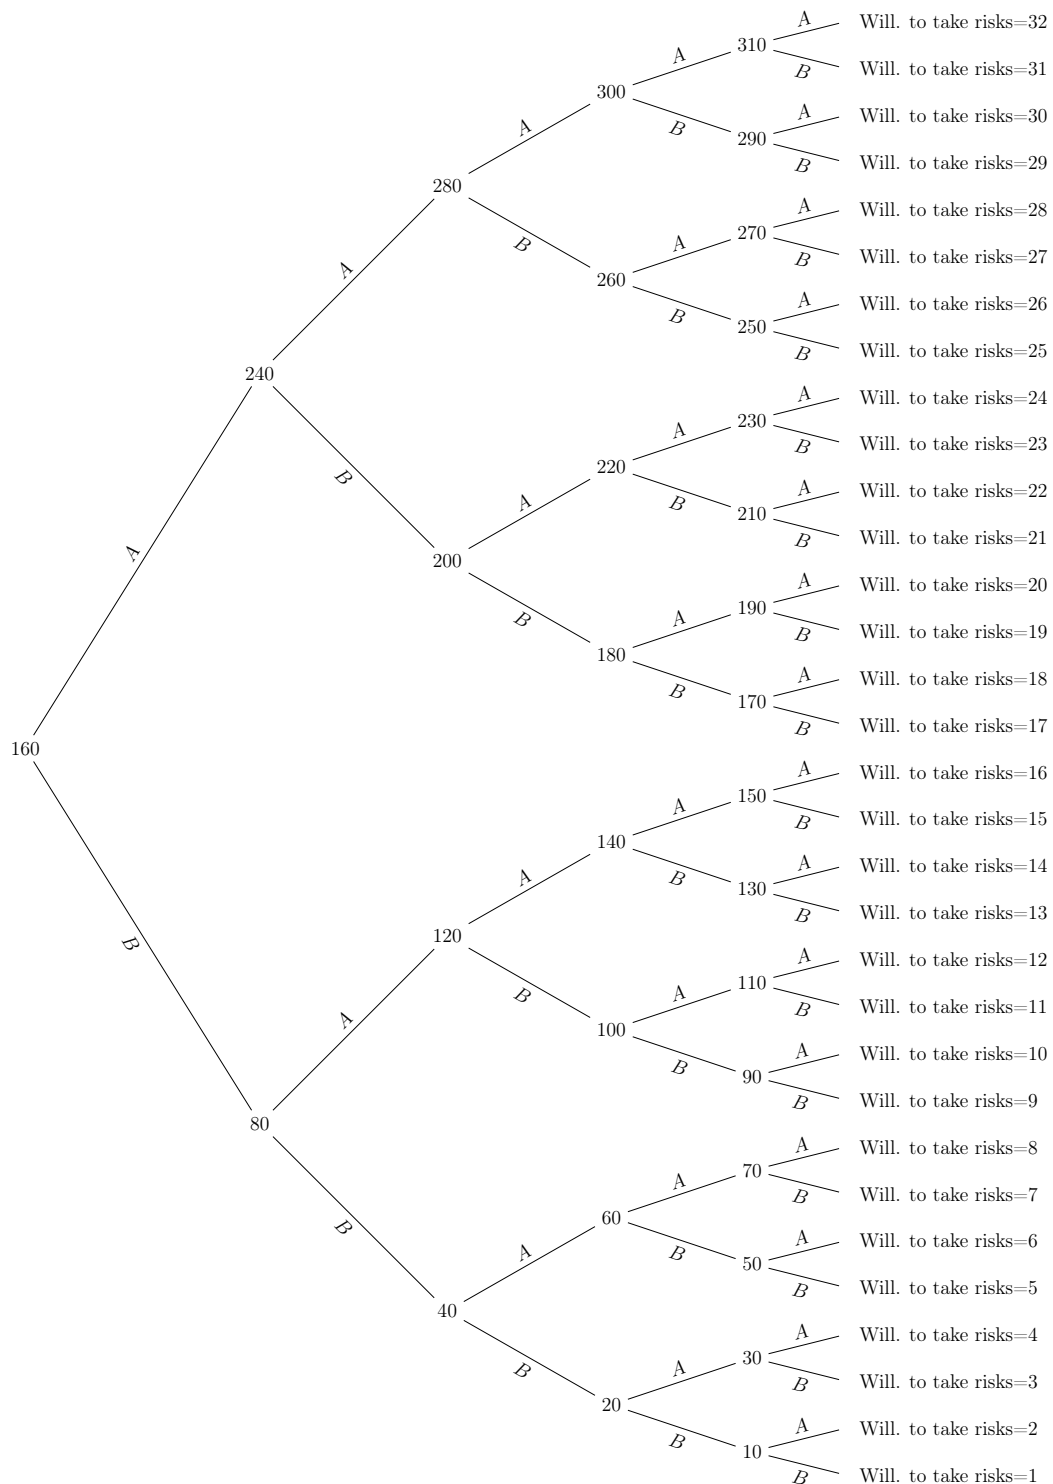 A Will. to take risks=32
310
A
B Will. to take risks=31
300
A Will. to take risks=30
B
290
A
B Will. to take risks=29
280
A Will. to take risks=28
270
B
A
B Will. to take risks=27
260
A Will. to take risks=26
A
B
250
B Will. to take risks=25
240
A Will. to take risks=24
230
A
B Will. to take risks=23
220
B
A Will. to take risks=22
A
B
210
B Will. to take risks=21
200
A Will. to take risks=20
A
190
B
A
B Will. to take risks=19
180
A Will. to take risks=18
B
170
B Will. to take risks=17
160
A Will. to take risks=16
150
A
B Will. to take risks=15
140
A Will. to take risks=14
A
B
130
B Will. to take risks=13
120
B
A Will. to take risks=12
110
B
A
B Will. to take risks=11
A
100
A Will. to take risks=10
B
90
B Will. to take risks=9
80
A Will. to take risks=8
70
A
B Will. to take risks=7
60
B
A Will. to take risks=6
A
B
50
B Will. to take risks=5
40
A Will. to take risks=4
30
B
A
B Will. to take risks=3
20
A Will. to take risks=2
B
10
B Will. to take risks=1